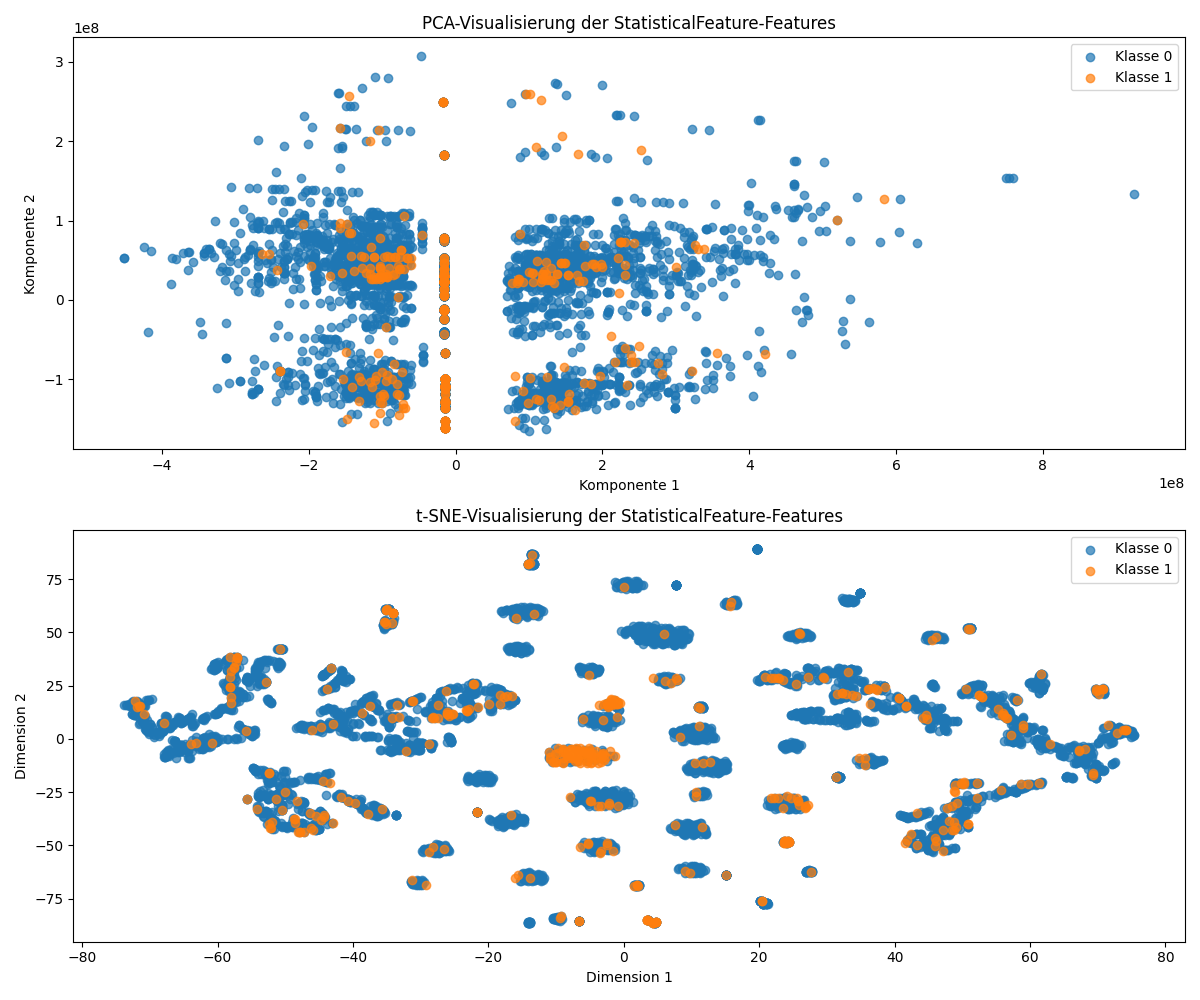 PCA-Visualisierung der StatisticalFeature-Features
1e8
Klasse 0
Klasse 1
3
2
1
0
−1
Komponente 2
−4
−2
0
2
4
6
8
Komponente 1
1e8
t-SNE-Visualisierung der StatisticalFeature-Features
Klasse 0
Klasse 1
75
50
25
0
−25
−50
−75
Dimension 2
−80
−60
−40
−20
0
20
40
60
80
Dimension 1